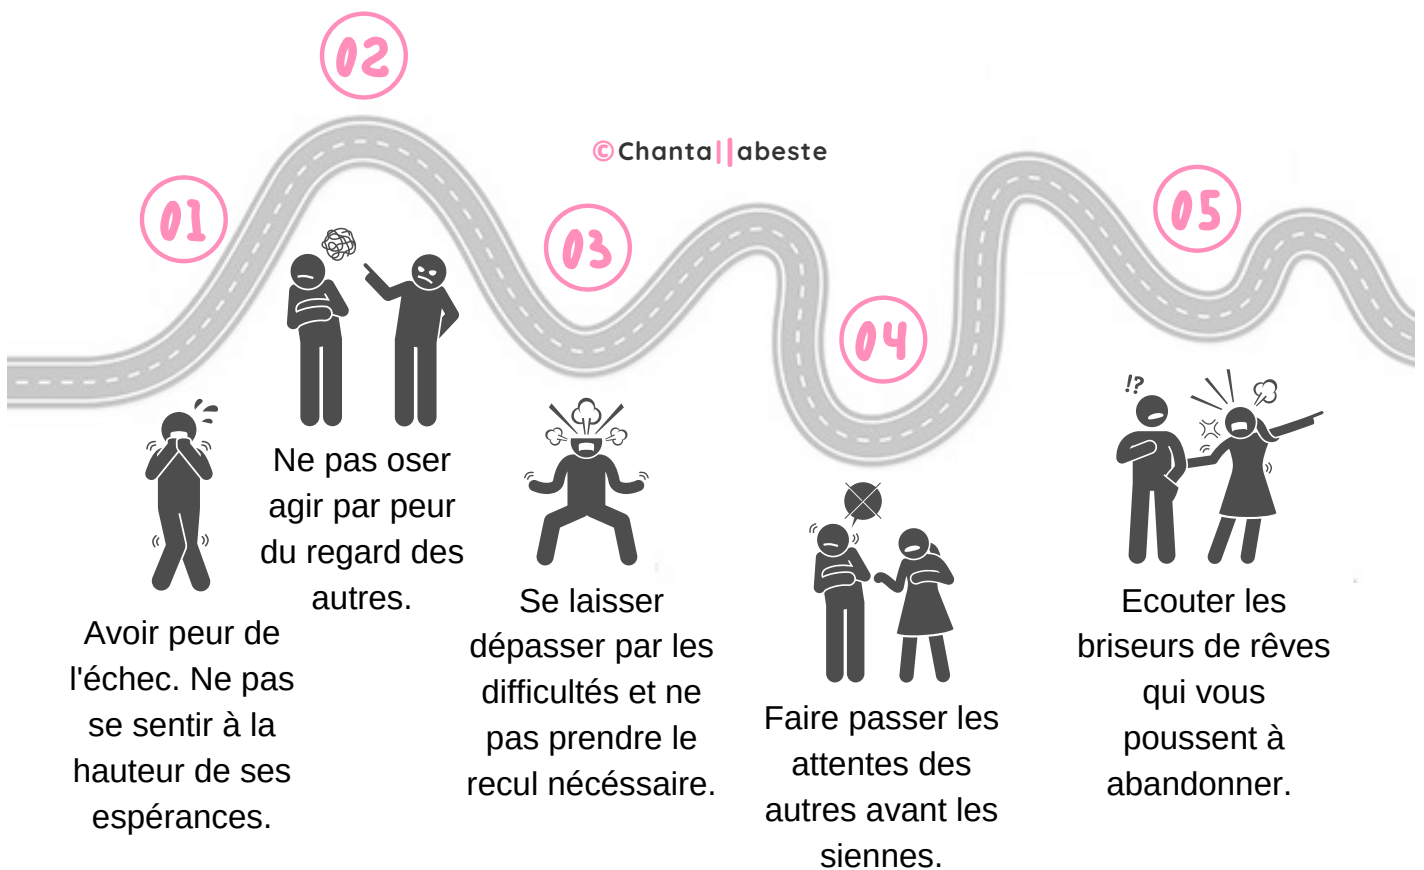 02
©Chantallabeste
01
03
05
04
!?
Ne pas oser
agir par peur
du regard des
autres.
Avoir peur de
l'échec. Ne pas
se sentir à la
hauteur de ses
espérances.
Se laisser
dépasser par les
difficultés et ne
pas prendre le
recul nécéssaire.
Faire passer les
attentes des
autres avant les
siennes.
Ecouter les
briseurs de rêves
qui vous
poussent à
abandonner.